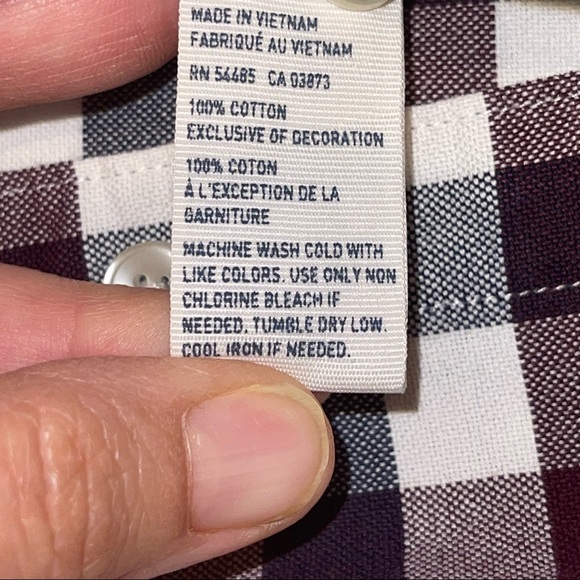 MADE IN VIETNAM
FABRIQUÉ AU VIETNAM
RN 54485 CA 03873
100% COTTON
EXCLUSIVE OF DECORATION
100% COTON
À L'EXCEPTION DE LA
GARNITURE
MACHINE WASH COLD WITH
LIKE COLORS. USE ONLY NON
CHLORINE BLEACH IF
NEEDED. TUMBLE DRY LOW.
COOL IRON IF NEEDED.